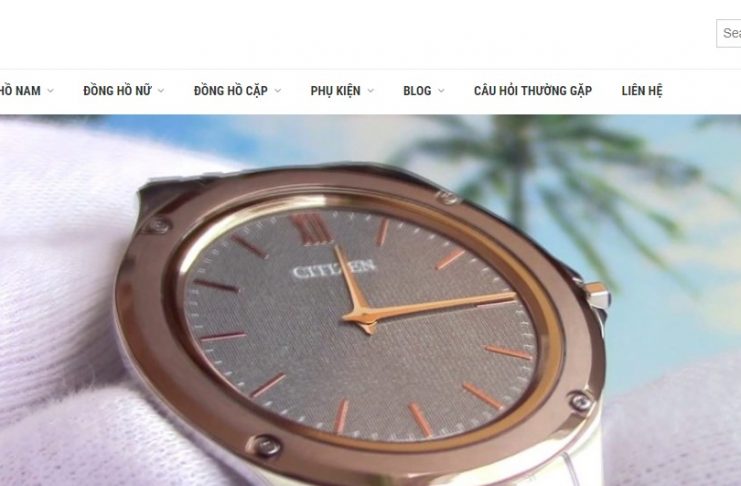 Sea
HỒ NAM ĐỒNG HỒ NỮ ĐỒNG HỒ CẶP PHỤ KIỆN BLOG CÂU HỎI THƯỜNG GẶP LIÊN HỆ
CITIZEN